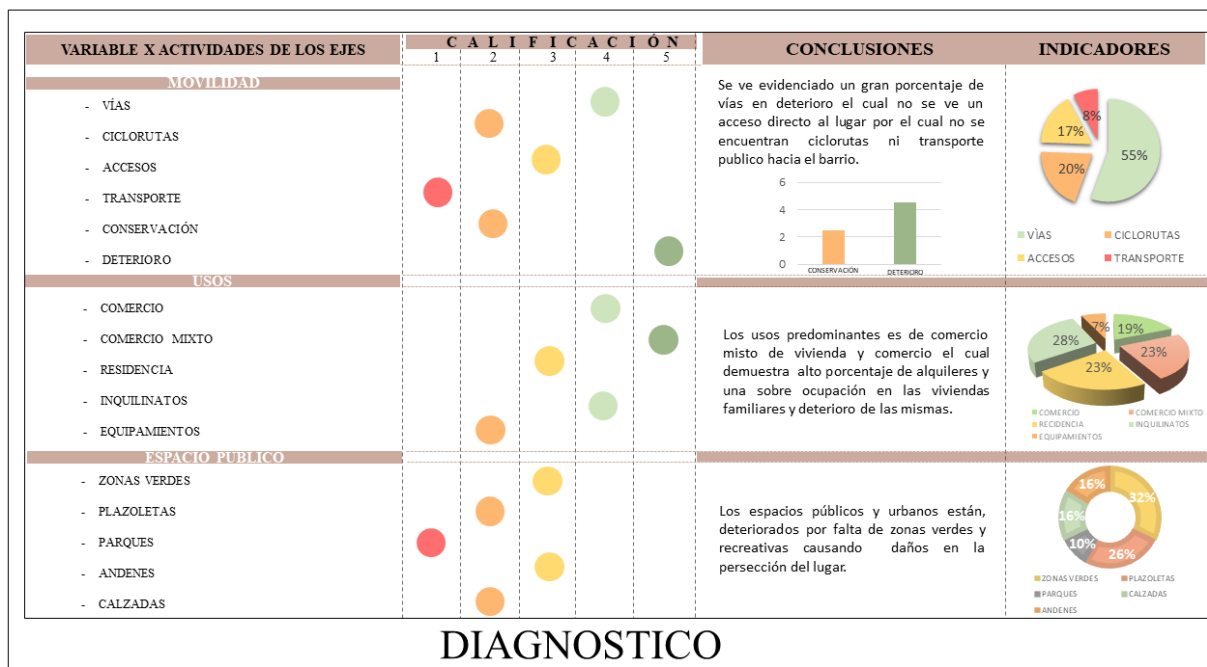 VARIABLE X ACTIVIDADES DE LOS EJES
CALIFICACIÓN
1 2 3 4 5
CONCLUSIONES
INDICADORES
MOVILIDAD
- VÍAS
- CICLORUTAS
- ACCESOS
- TRANSPORTE
- CONSERVACIÓN
- DETERIORO
Se ve evidenciado un gran porcentaje de
vías en deterioro el cual no se ve un
acceso directo al lugar por el cual no se
encuentran ciclorutas ni transporte
publico hacia el barrio.
6
4
2
0
CONSERVACIÓN
DETERIORO
8%
17%
55%
20%
VÌAS
CICLORUTAS
ACCESOS
TRANSPORTE
USOS
- COMERCIO
- COMERCIO MIXTO
- RESIDENCIA
- INQUILINATOS
- EQUIPAMIENTOS
Los usos predominantes es de comercio
misto de vivienda y comercio el cual
demuestra alto porcentaje de alquileres y
una sobre ocupación en las viviendas
familiares y deterioro de las mismas.
7%
19%
28%
23%
23%
COMERCIO
COMERCIO MIXTO
RECIDENCIA
INQUILINATOS
EQUIPAMIENTOS
ESPACIO PÚBLICO
- ZONAS VERDES
- PLAZOLETAS
- PARQUES
- ANDENES
- CALZADAS
Los espacios públicos y urbanos están,
deteriorados por falta de zonas verdes y
recreativas causando daños en la
persección del lugar.
16%
32%
16%
10%
26%
ZONAS VERDES
PLAZOLETAS
PARQUES
CALZADAS
ANDENES
DIAGNOSTICO